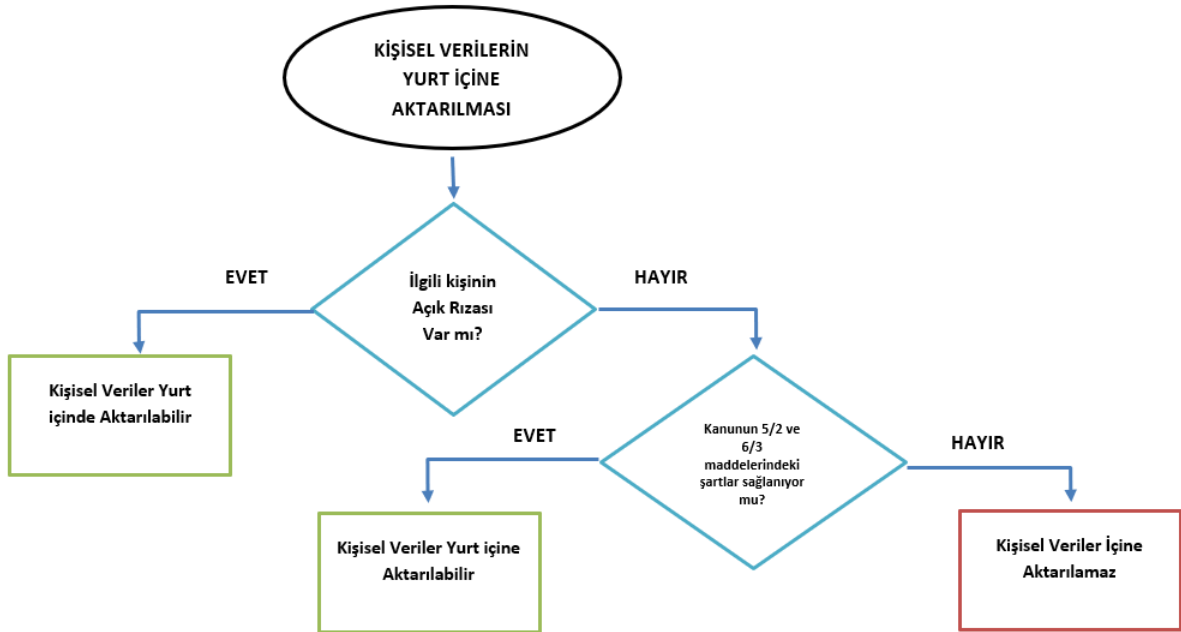 KİŞİSEL VERİLERİN
YURT İÇİNE
AKTARILMASI
EVET
İlgili kişinin
Açık Rızası
Var mı?
HAYIR
Kişisel Veriler Yurt
içinde Aktarılabilir
EVET
Kanunun 5/2 ve
6/3
maddelerindeki
şartlar sağlanıyor
mu?
HAYIR
Kişisel Veriler Yurt içine
Aktarılabilir
Kişisel Veriler İçine
Aktarılamaz